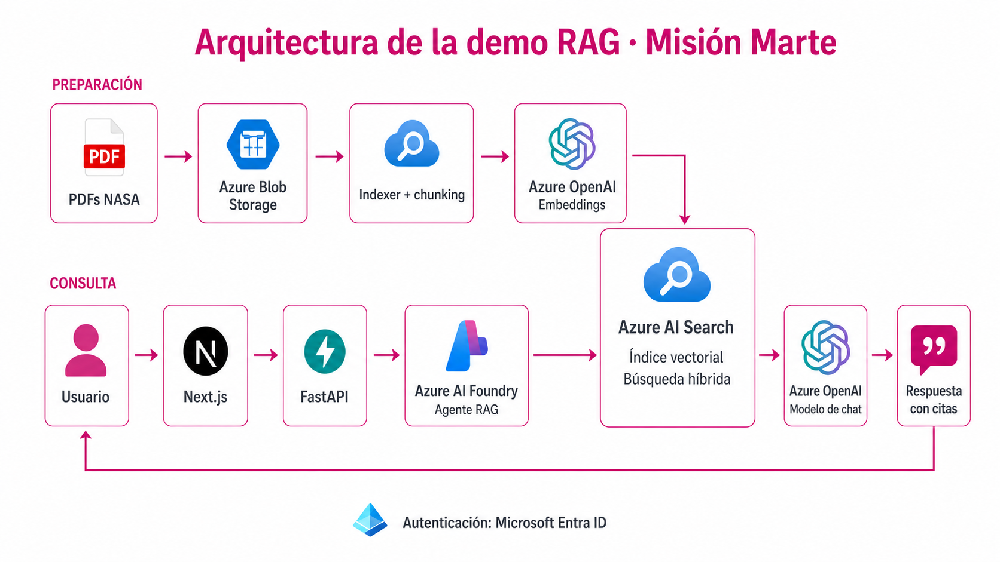 Arquitectura de la demo RAG · Misión Marte
PREPARACIÓN
PDF
PDFs NASA
Azure Blob
Storage
Indexer + chunking
Azure OpenAI
Embeddings
CONSULTA
Usuario
Next.js
FastAPI
Azure AI Foundry
Agente RAG
Azure AI Search
Índice vectorial
Búsqueda híbrida
Azure OpenAI
Modelo de chat
Respuesta
con citas
Autenticación: Microsoft Entra ID